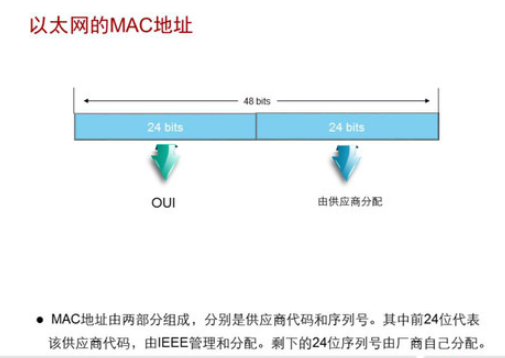 以太网的MAC地址
48 bits
24 bits
24 bits
OUI
由供应商分配
● MAC地址由两部分组成，分别是供应商代码和序列号。其中前24位代表
该供应商代码，由IEEE管理和分配。剩下的24位序列号由厂商自己分配。